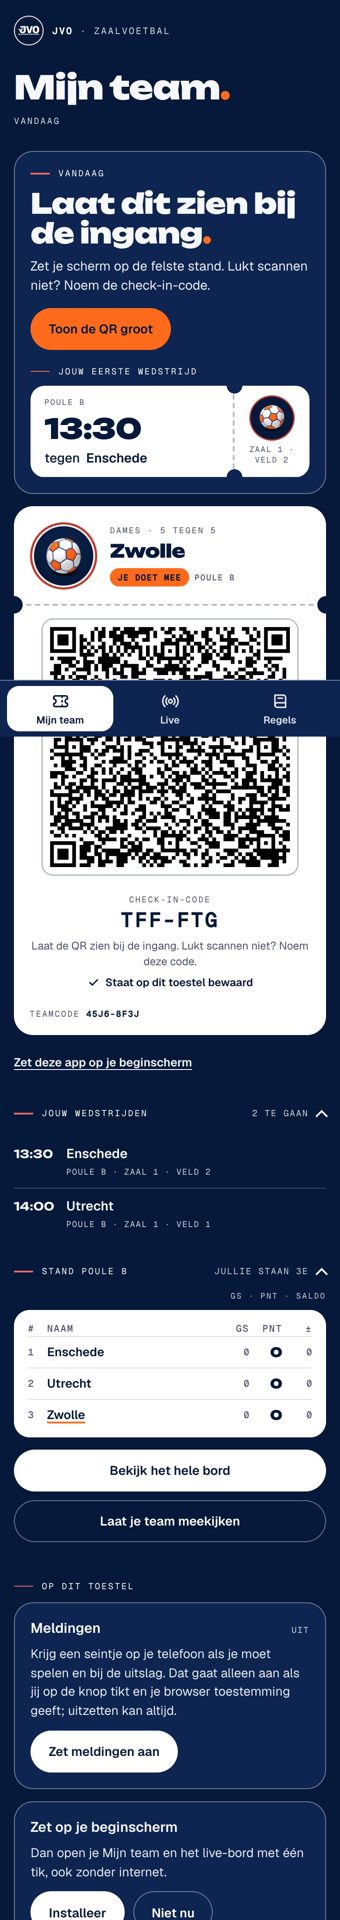 JVO JVO · ZAALVOETBAL
Mijn team.
VANDAAG
VANDAAG
Laat dit zien bij
de ingang.
Zet je scherm op de felste stand. Lukt scannen
niet? Noem de check-in-code.
Toon de QR groot
JOUW EERSTE WEDSTRIJD
POULE B
13:30
tegen Enschede
ZAAL 1 ·
VELD 2
DAMES · 5 TEGEN 5
Zwolle
JE DOET MEE POULE B
Mijn team Live Regels
CHECK-IN-CODE
TFF-FTG
Laat de QR zien bij de ingang. Lukt scannen niet? Noem
deze code.
Staat op dit toestel bewaard
TEAMCODE 45J6-8F3J
Zet deze app op je beginscherm
JOUW WEDSTRIJDEN 2 TE GAAN
13:30 Enschede
POULE B · ZAAL 1 · VELD 2
14:00 Utrecht
POULE B · ZAAL 1 · VELD 1
STAND POULE B JULLIE STAAN 3E
GS · PNT · SALDO
# NAAM GS PNT ±
1 Enschede 0 0 0
2 Utrecht 0 0 0
3 Zwolle 0 0 0
Bekijk het hele bord
Laat je team meekijken
OP DIT TOESTEL
Meldingen UIT
Krijg een seintje op je telefoon als je moet
spelen en bij de uitslag. Dat gaat alleen aan als
jij op de knop tikt en je browser toestemming
geeft; uitzetten kan altijd.
Zet meldingen aan
Zet op je beginscherm
Dan open je Mijn team en het live-bord met één
tik, ook zonder internet.
Installeer Niet nu